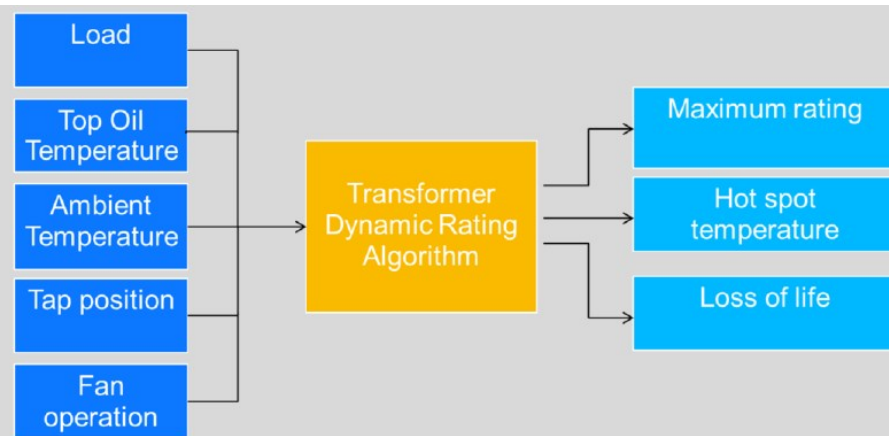 Load
Top Oil
Temperature
Ambient
Temperature
Tap position
Fan
operation
Transformer
Dynamic Rating
Algorithm
Maximum rating
Hot spot
temperature
Loss of life